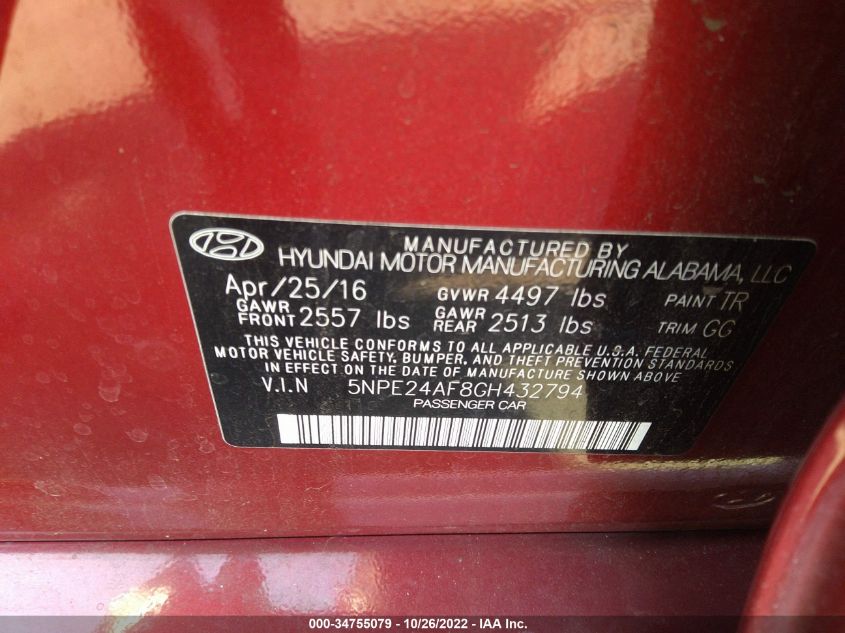 MANUFACTURED BY
HYUNDAI MOTOR MANUFACTURING ALABAMA, LLC
Apr/25/16 GVWR 4497 lbs PAINT TR
GAWR FRONT 2557 lbs GAWR REAR 2513 lbs TRIM GG
THIS VEHICLE CONFORMS TO ALL APPLICABLE U.S.A. FEDERAL
MOTOR VEHICLE SAFETY, BUMPER, AND THEFT PREVENTION STANDARDS
IN EFFECT ON THE DATE OF MANUFACTURE SHOWN ABOVE
V.I.N 5NPE24AF8GH432794
PASSENGER CAR
000-34755079 - 10/26/2022 - IAA Inc.